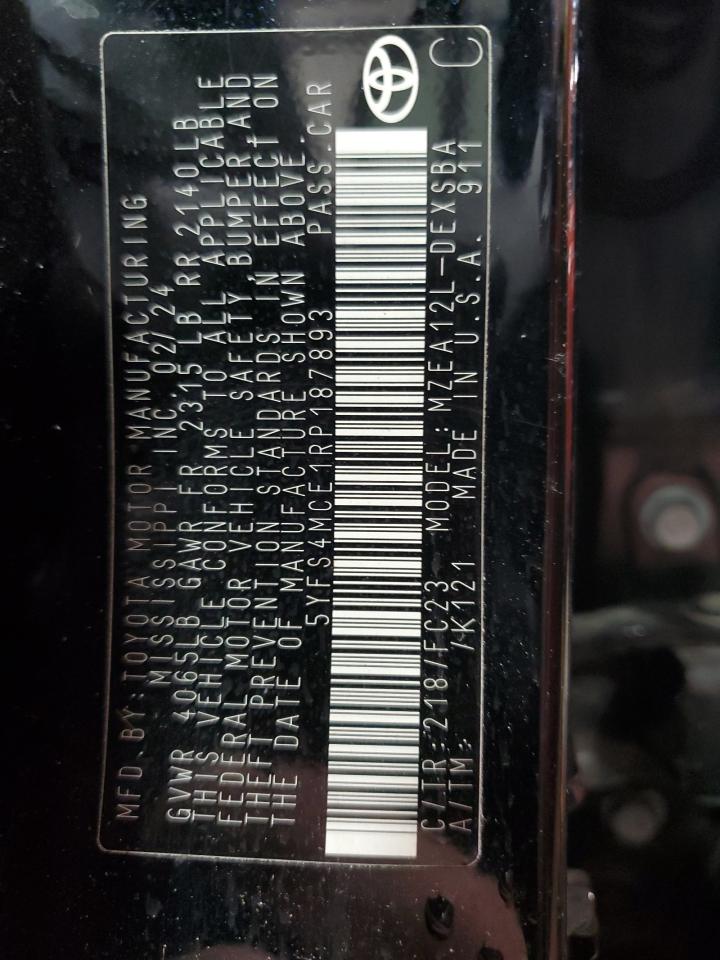 MFD.BY:TOYOTA MOTOR MANUFACTURING
MISSISSIPPI INC.02/24
GVWR 4065LB GAWR FR 2315 LB RR 2140LB
THIS VEHICLE CONFORMS TO ALL APPLICABLE
FEDERAL MOTOR VEHICLE SAFETY,BUMPER,AND
THEFT PREVENTION STANDARDS IN EFFECT ON
THE DATE OF MANUFACTURE SHOWN ABOVE.
5YFS4MCE1RP187893 PASS.CAR
C/TR:218/FC23 MODEL:MZEA12L-DEXSBA
A/TM: /K121 MADE IN U.S.A. 911
C